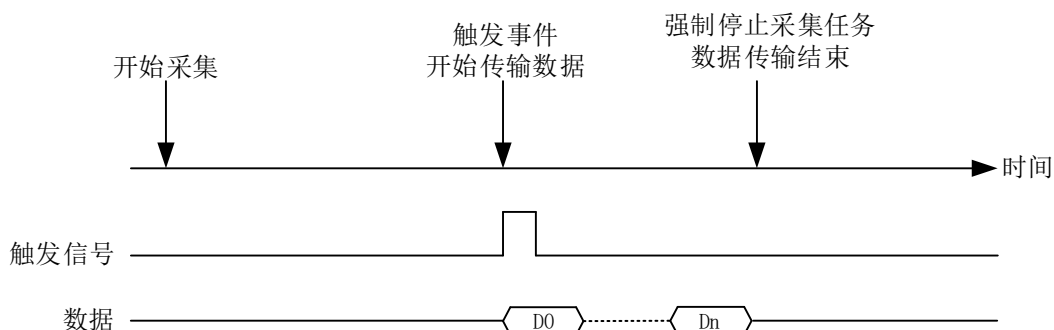 开始采集
触发事件
开始传输数据
强制停止采集任务
数据传输结束
时间
触发信号
数据
D0
Dn